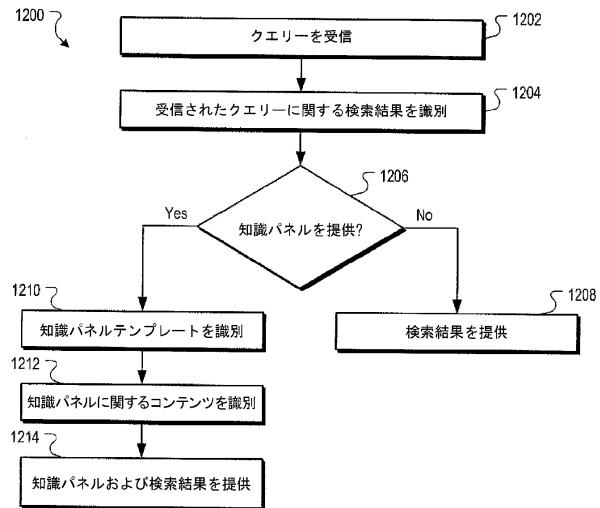 1200
クエリーを受信
1202
受信されたクエリーに関する検索結果を識別
1204
1206
知識パネルを提供?
Yes
No
1210
知識パネルテンプレートを識別
1208
検索結果を提供
1212
知識パネルに関するコンテンツを識別
1214
知識パネルおよび検索結果を提供